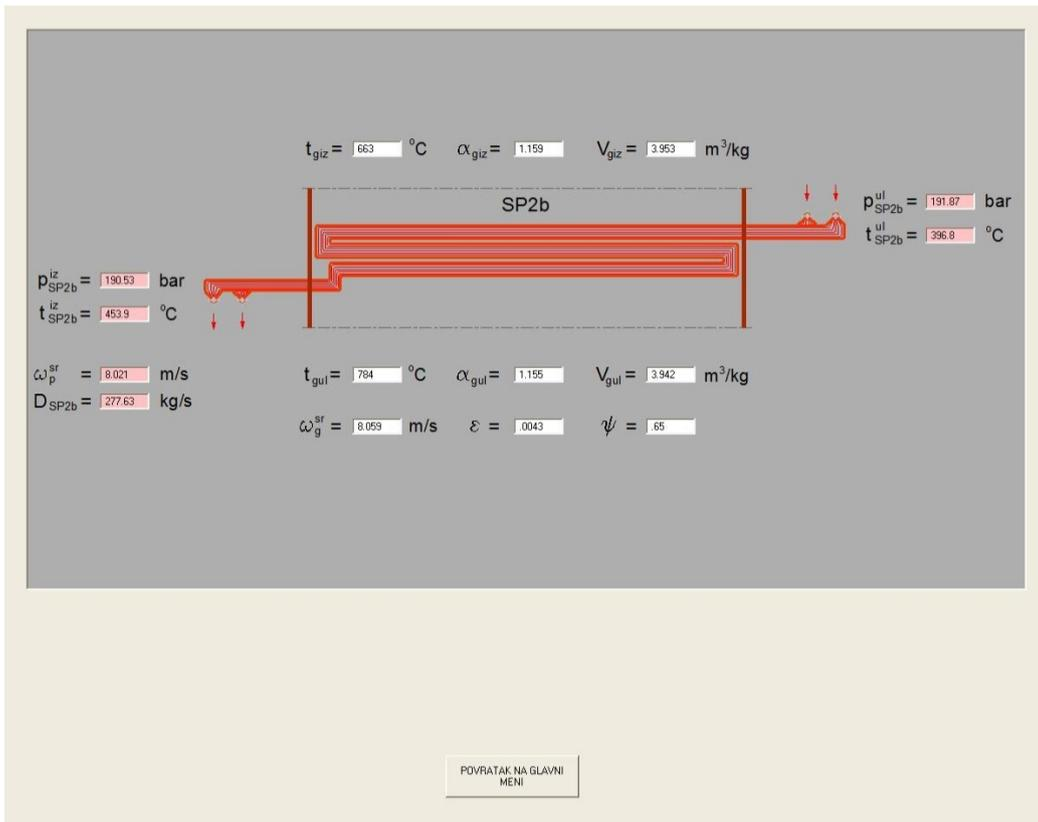 t_giz = 663 °C α_giz = 1.159 V_giz = 3.953 m³/kg
SP2b
p^ul_SP2b = 191.87 bar
t^ul_SP2b = 396.8 °C
p^iz_SP2b = 190.53 bar
t^iz_SP2b = 453.9 °C
ω^sr_p = 8.021 m/s
D_SP2b = 277.63 kg/s
t_gul = 784 °C α_gul = 1.155 V_gul = 3.942 m³/kg
ω^sr_g = 8.059 m/s ε = .0043 ψ = .65
POVRATAK NA GLAVNI
MENI